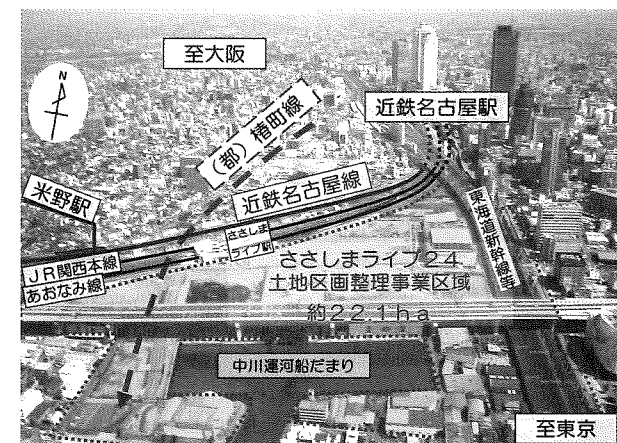 至大阪
N
近鉄名古屋駅
(都)椿町線
米野駅
近鉄名古屋線
ささしま
ライブ駅
東海道新幹線等
JR関西本線
あおなみ線
ささしまライブ24
土地区画整理事業区域
約22.1ha
中川運河船だまり
至東京